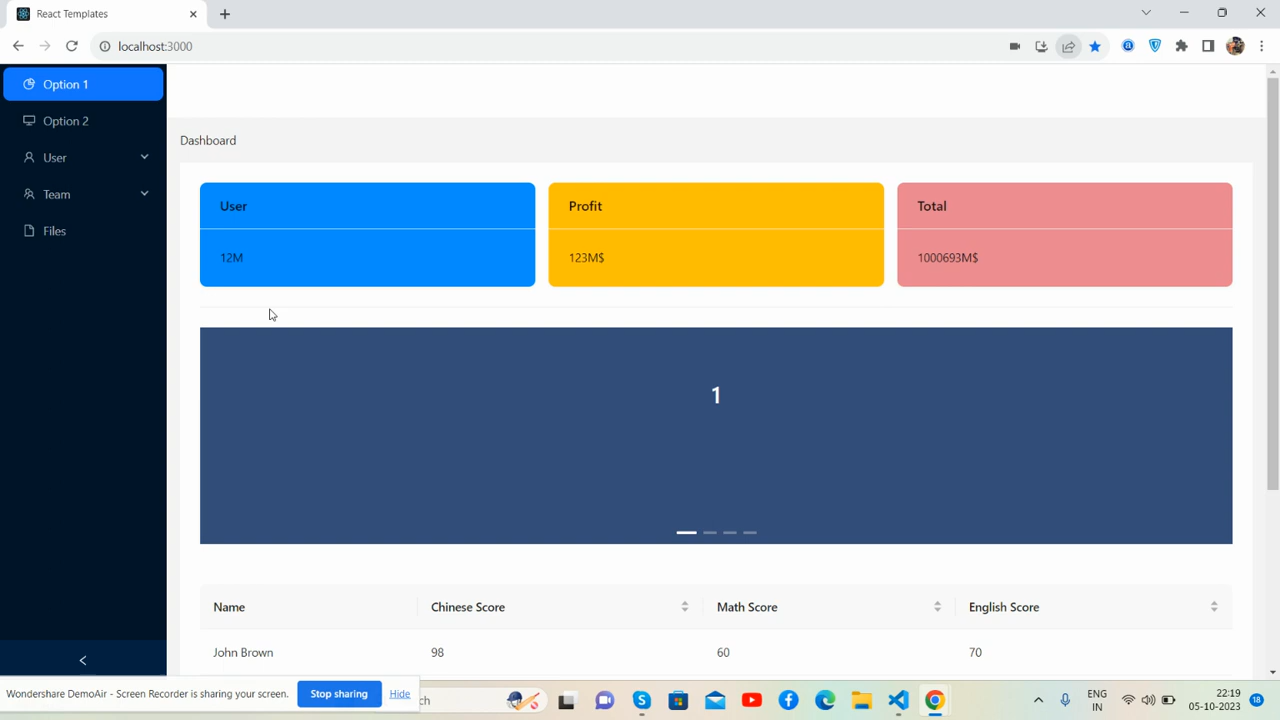 React Templates
localhost:3000
Option 1
Option 2
User
Team
Files
Dashboard
User
12M
Profit
123M$
Total
1000693M$
1
Name Chinese Score Math Score English Score
John Brown 98 60 70
Wondershare DemoAir - Screen Recorder is sharing your screen. Stop sharing Hide
ch
ENG
IN
22:19
05-10-2023
18